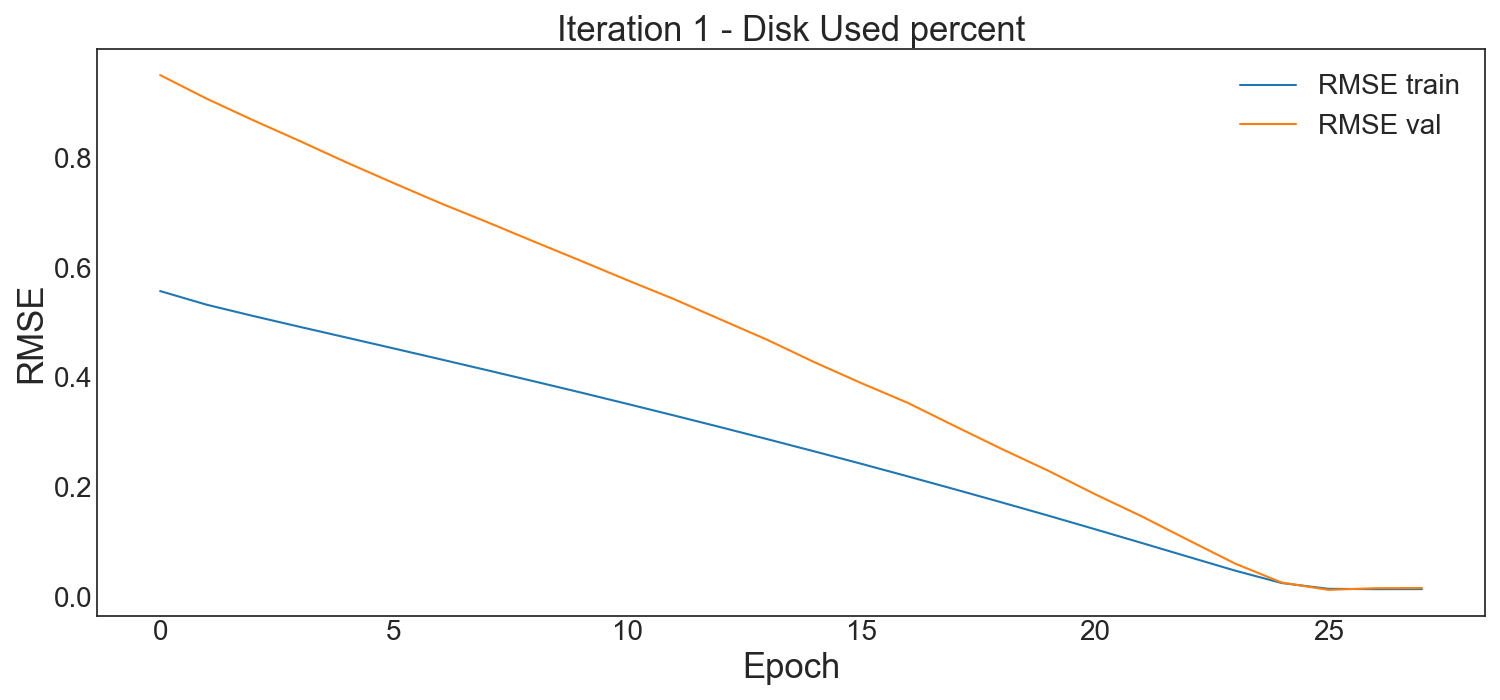 Iteration 1 - Disk Used percent
RMSE train
RMSE val
0.8
0.6
0.4
0.2
0.0
RMSE
0 5 10 15 20 25
Epoch